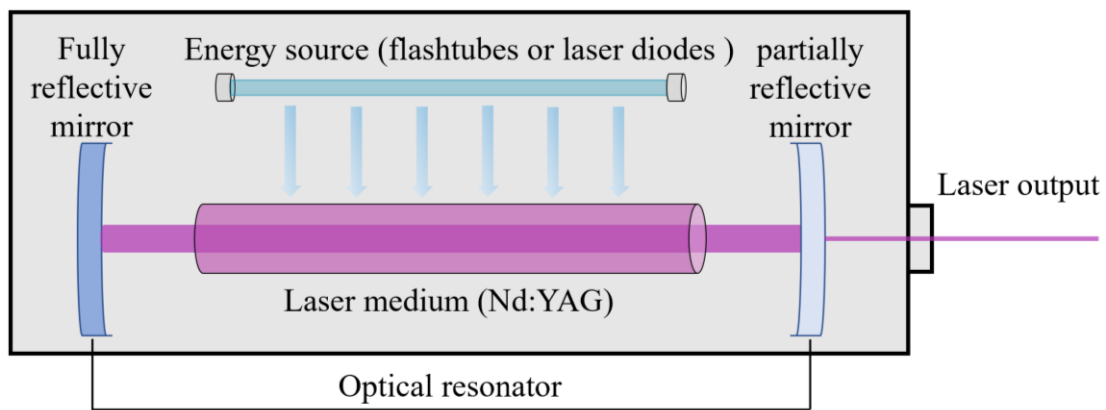 Fully
reflective
mirror
Energy source (flashtubes or laser diodes )
partially
reflective
mirror
Laser output
Laser medium (Nd:YAG)
Optical resonator